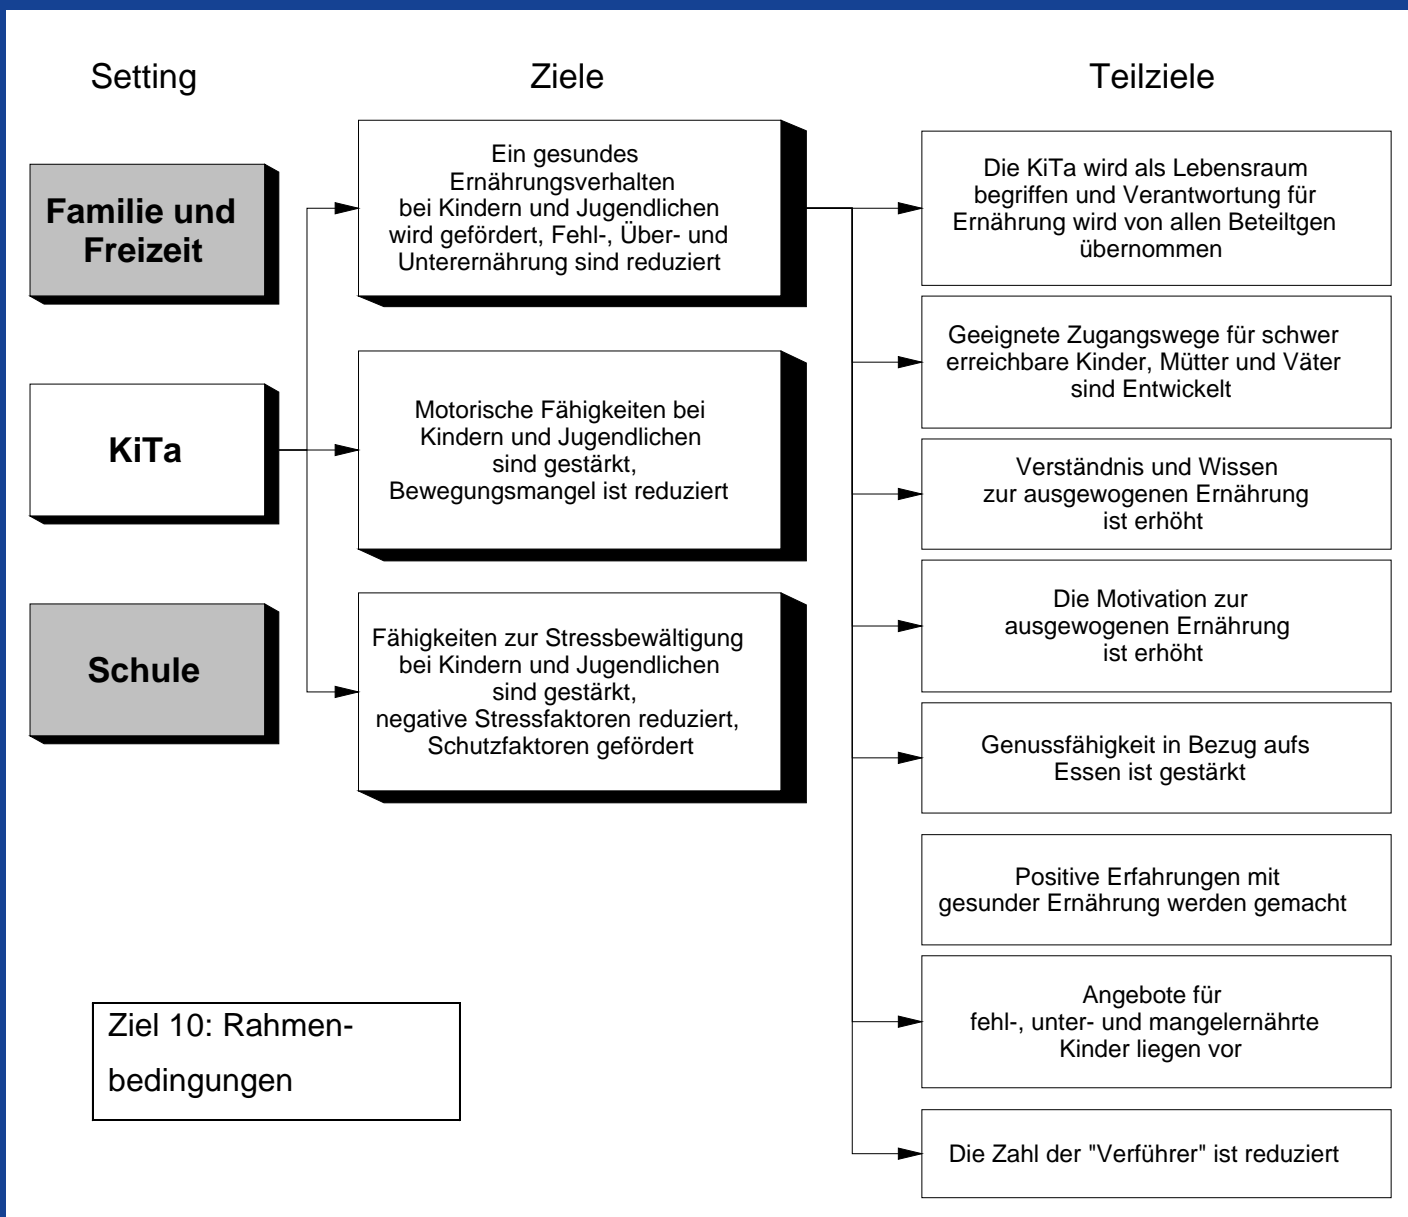 Setting
Ziele
Teilziele
Familie und
Freizeit
KiTa
Schule
Ein gesundes
Ernährungsverhalten
bei Kindern und Jugendlichen
wird gefördert, Fehl-, Über- und
Unterernährung sind reduziert
Motorische Fähigkeiten bei
Kindern und Jugendlichen
sind gestärkt,
Bewegungsmangel ist reduziert
Fähigkeiten zur Stressbewältigung
bei Kindern und Jugendlichen
sind gestärkt,
negative Stressfaktoren reduziert,
Schutzfaktoren gefördert
Die KiTa wird als Lebensraum
begriffen und Verantwortung für
Ernährung wird von allen Beteiltgen
übernommen
Geeignete Zugangswege für schwer
erreichbare Kinder, Mütter und Väter
sind Entwickelt
Verständnis und Wissen
zur ausgewogenen Ernährung
ist erhöht
Die Motivation zur
ausgewogenen Ernährung
ist erhöht
Genussfähigkeit in Bezug aufs
Essen ist gestärkt
Positive Erfahrungen mit
gesunder Ernährung werden gemacht
Angebote für
fehl-, unter- und mangelernährte
Kinder liegen vor
Die Zahl der "Verführer" ist reduziert
Ziel 10: Rahmen-
bedingungen